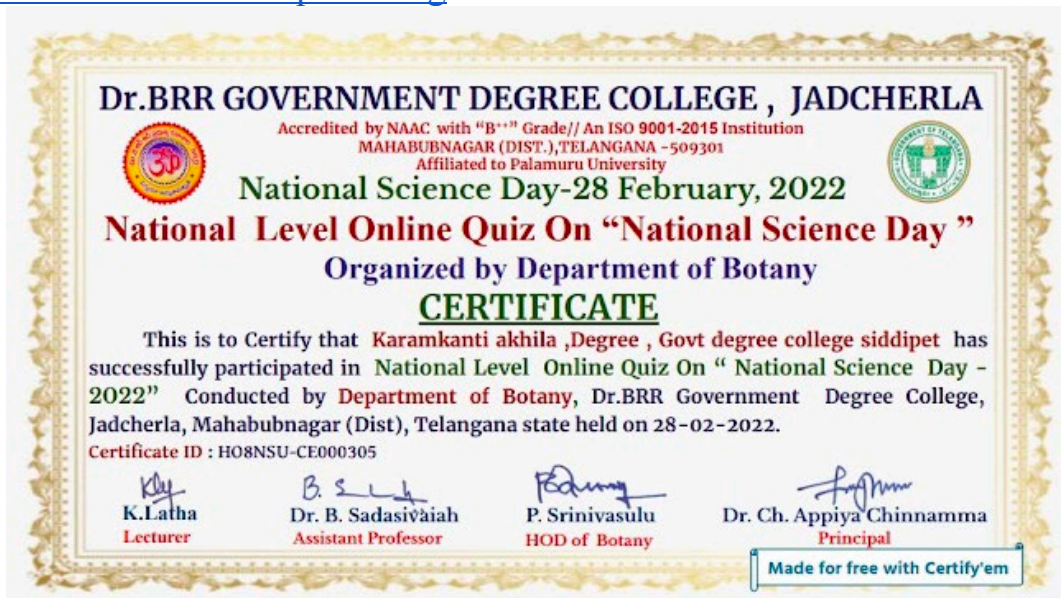 Dr.BRR GOVERNMENT DEGREE COLLEGE , JADCHERLA
Accredited by NAAC with “B++” Grade// An ISO 9001-2015 Institution
MAHABUBNAGAR (DIST.),TELANGANA -509301
Affiliated to Palamuru University
National Science Day-28 February, 2022
National Level Online Quiz On “National Science Day ”
Organized by Department of Botany
CERTIFICATE
This is to Certify that Karamkanti akhila ,Degree , Govt degree college siddipet has
successfully participated in National Level Online Quiz On “ National Science Day -
2022” Conducted by Department of Botany, Dr.BRR Government Degree College,
Jadcherla, Mahabubnagar (Dist), Telangana state held on 28-02-2022.
Certificate ID : HO8NSU-CE000305
K.Latha
Lecturer
Dr. B. Sadasivaiah
Assistant Professor
P. Srinivasulu
HOD of Botany
Dr. Ch. Appiya Chinnamma
Principal
Made for free with Certify'em